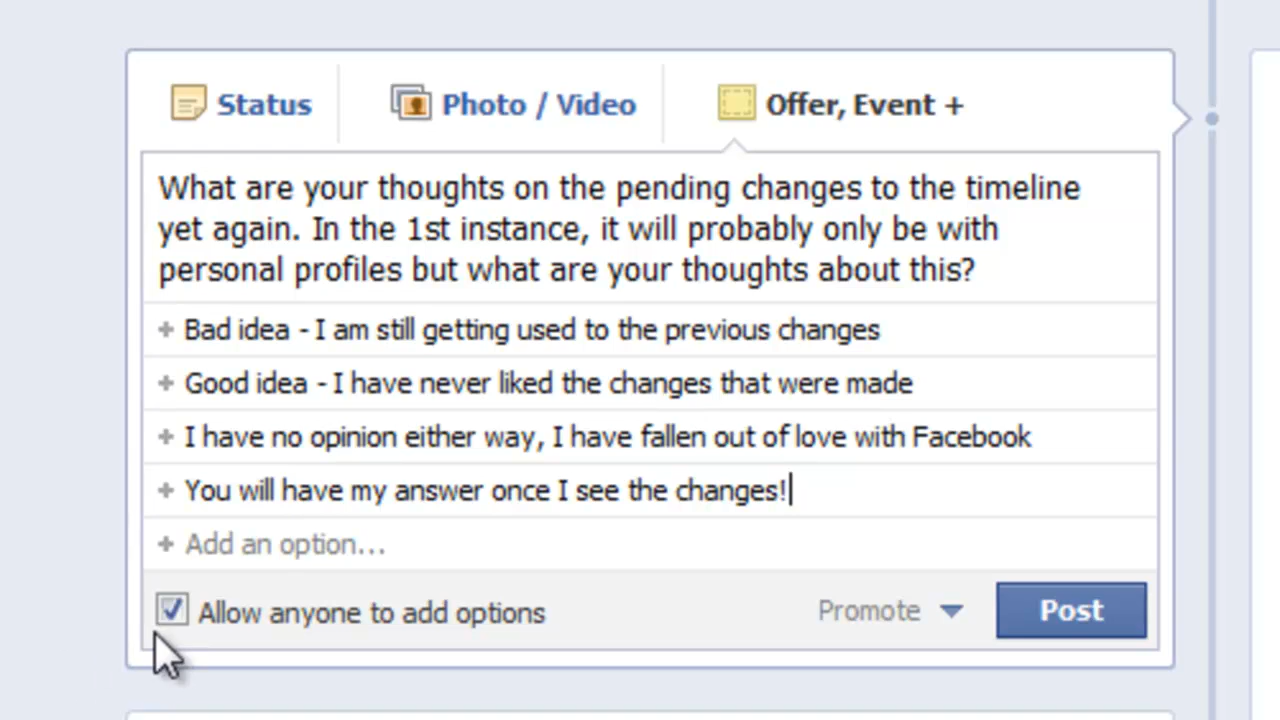 Status
Photo / Video
Offer, Event +
What are your thoughts on the pending changes to the timeline
yet again. In the 1st instance, it will probably only be with
personal profiles but what are your thoughts about this?
+ Bad idea - I am still getting used to the previous changes
+ Good idea - I have never liked the changes that were made
+ I have no opinion either way, I have fallen out of love with Facebook
+ You will have my answer once I see the changes!
+ Add an option...
Allow anyone to add options
Promote
Post